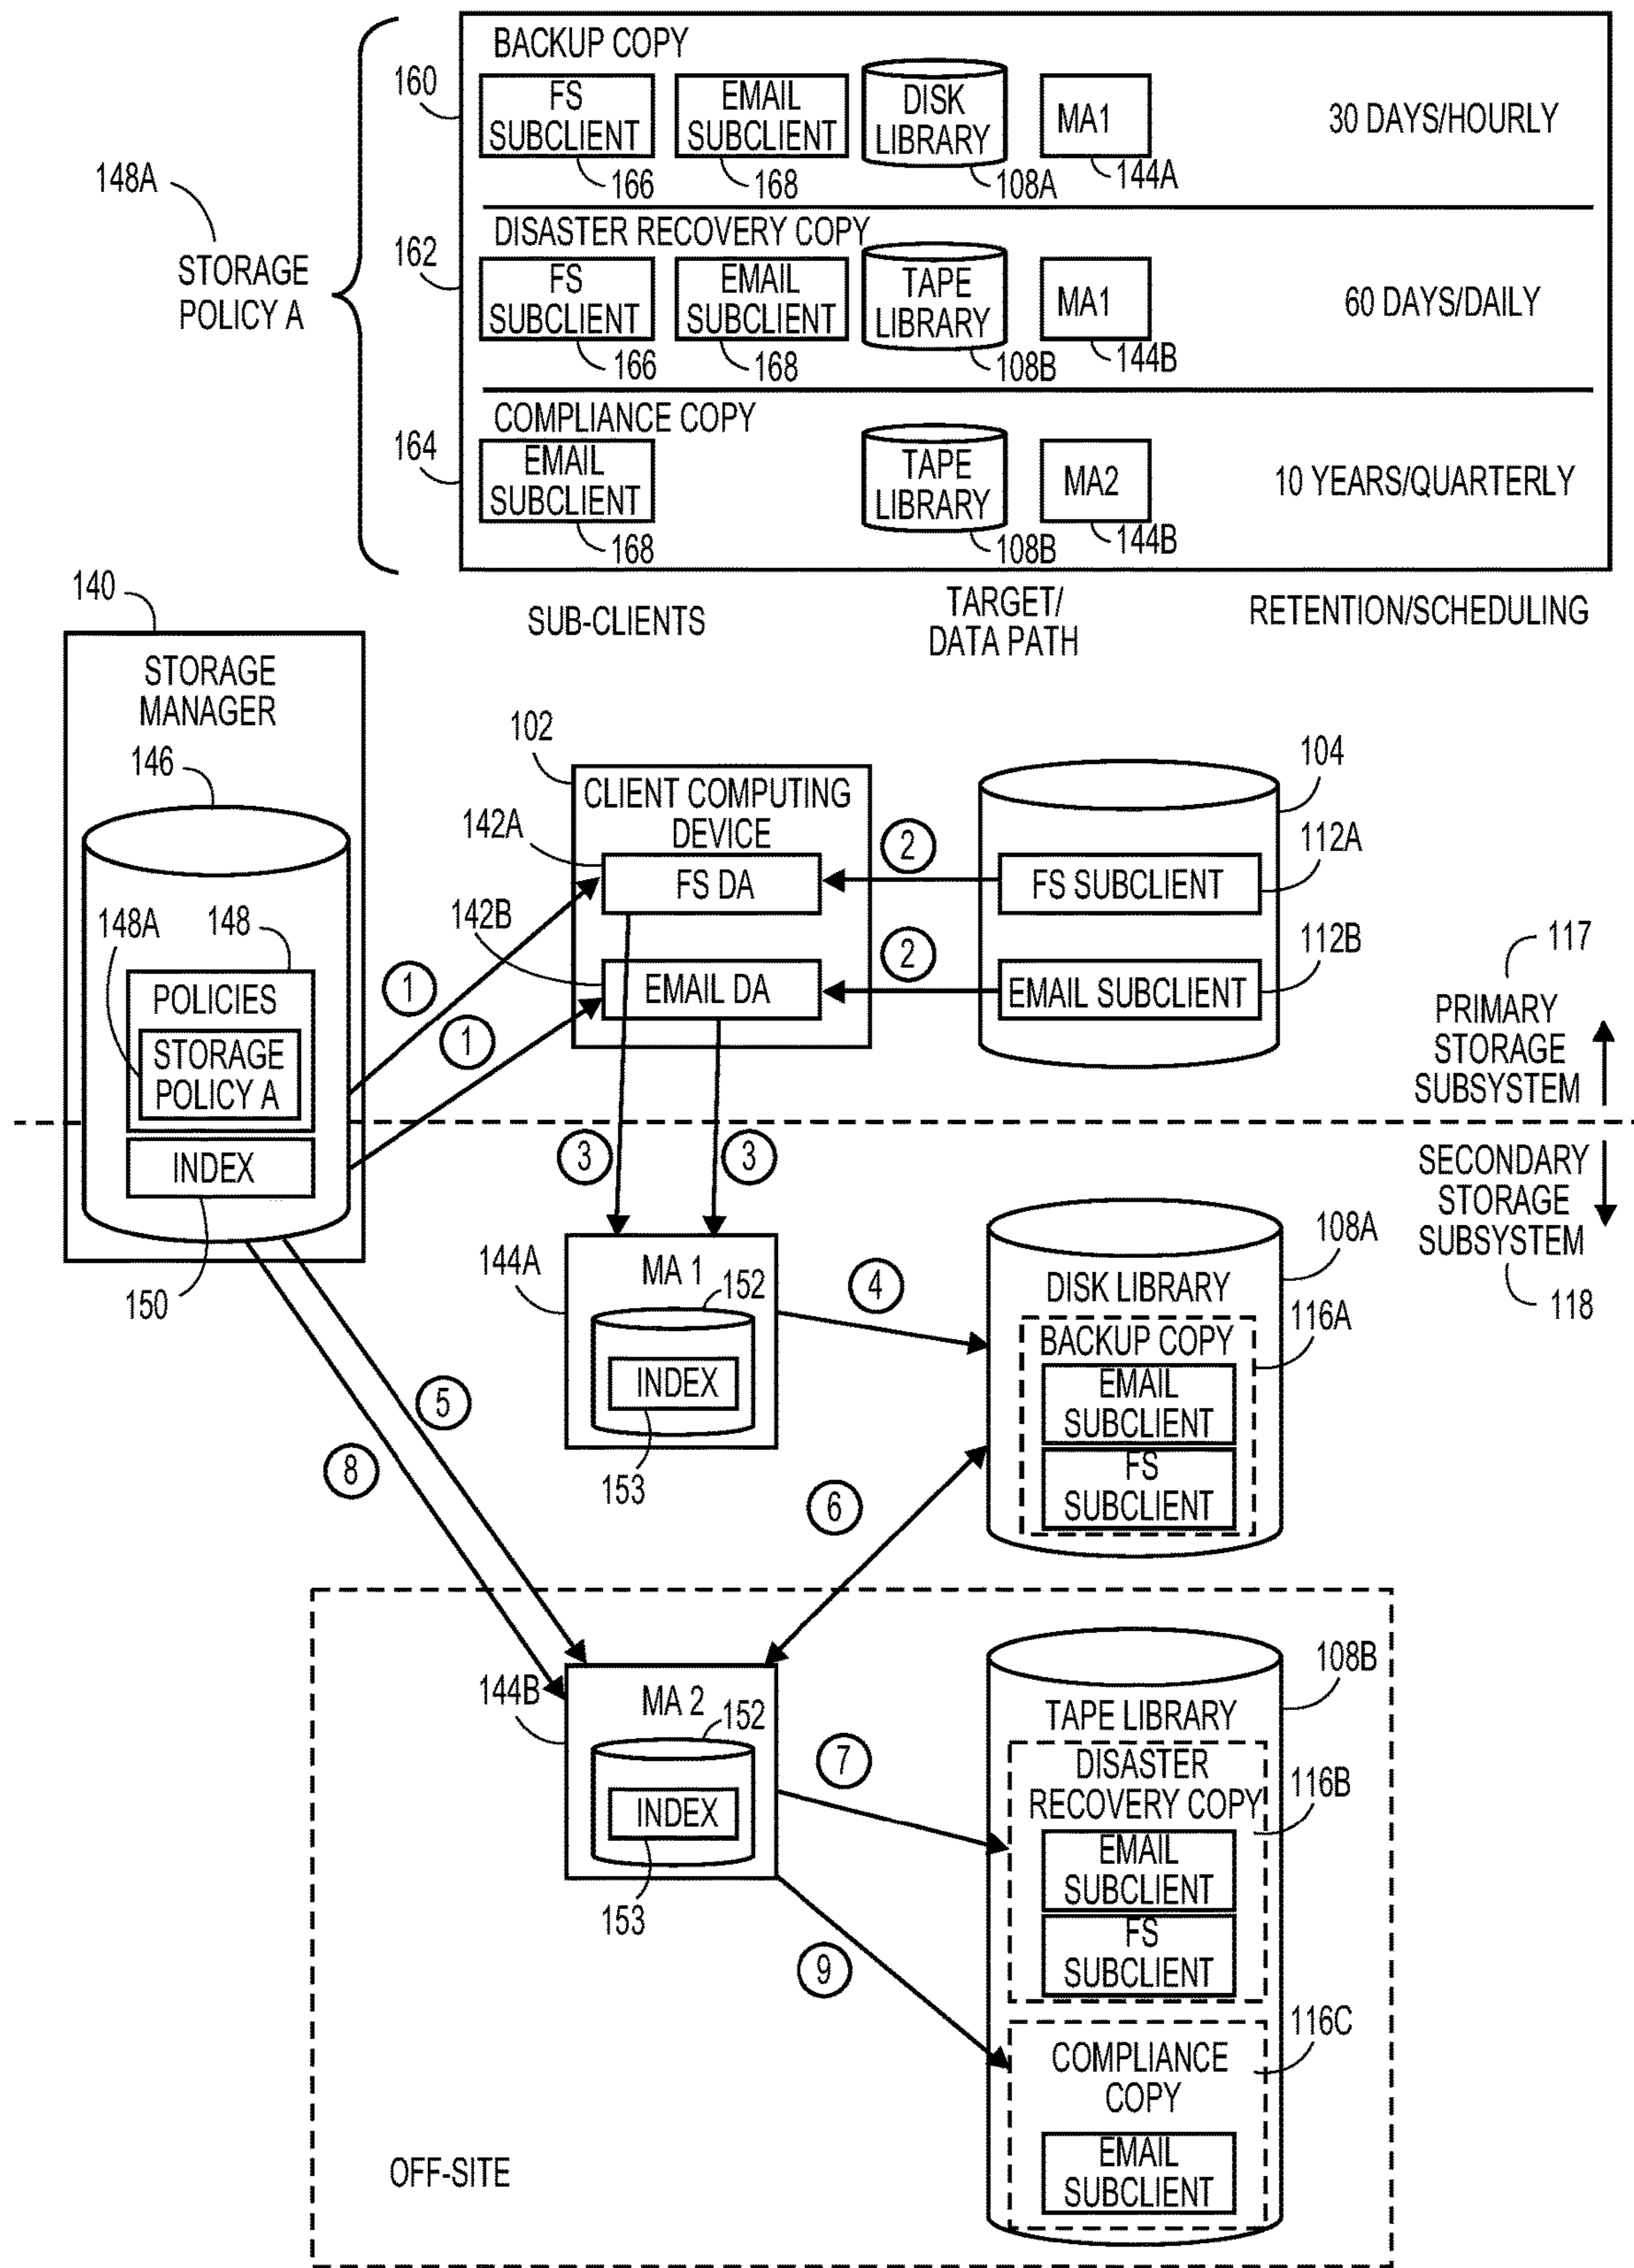 BACKUP COPY
160
FS
SUBCLIENT
166
EMAIL
SUBCLIENT
168
DISK
LIBRARY
108A
MA1
144A
30 DAYS/HOURLY
148A
STORAGE
POLICY A
DISASTER RECOVERY COPY
162
FS
SUBCLIENT
166
EMAIL
SUBCLIENT
168
TAPE
LIBRARY
108B
MA1
144B
60 DAYS/DAILY
COMPLIANCE COPY
164
EMAIL
SUBCLIENT
168
TAPE
LIBRARY
108B
MA2
144B
10 YEARS/QUARTERLY
SUB-CLIENTS
TARGET/
DATA PATH
RETENTION/SCHEDULING
140
STORAGE
MANAGER
146
148A
148
POLICIES
STORAGE
POLICY A
INDEX
150
102
CLIENT COMPUTING
DEVICE
142A
FS DA
142B
EMAIL DA
1
1
2
2
104
FS SUBCLIENT
112A
EMAIL SUBCLIENT
112B
117
PRIMARY
STORAGE
SUBSYSTEM
SECONDARY
STORAGE
SUBSYSTEM
118
3
3
144A
MA 1
152
INDEX
153
4
108A
DISK LIBRARY
BACKUP COPY
116A
EMAIL
SUBCLIENT
FS
SUBCLIENT
5
8
6
144B
MA 2
152
INDEX
153
7
9
108B
TAPE LIBRARY
DISASTER
RECOVERY COPY
116B
EMAIL
SUBCLIENT
FS
SUBCLIENT
116C
COMPLIANCE
COPY
EMAIL
SUBCLIENT
OFF-SITE